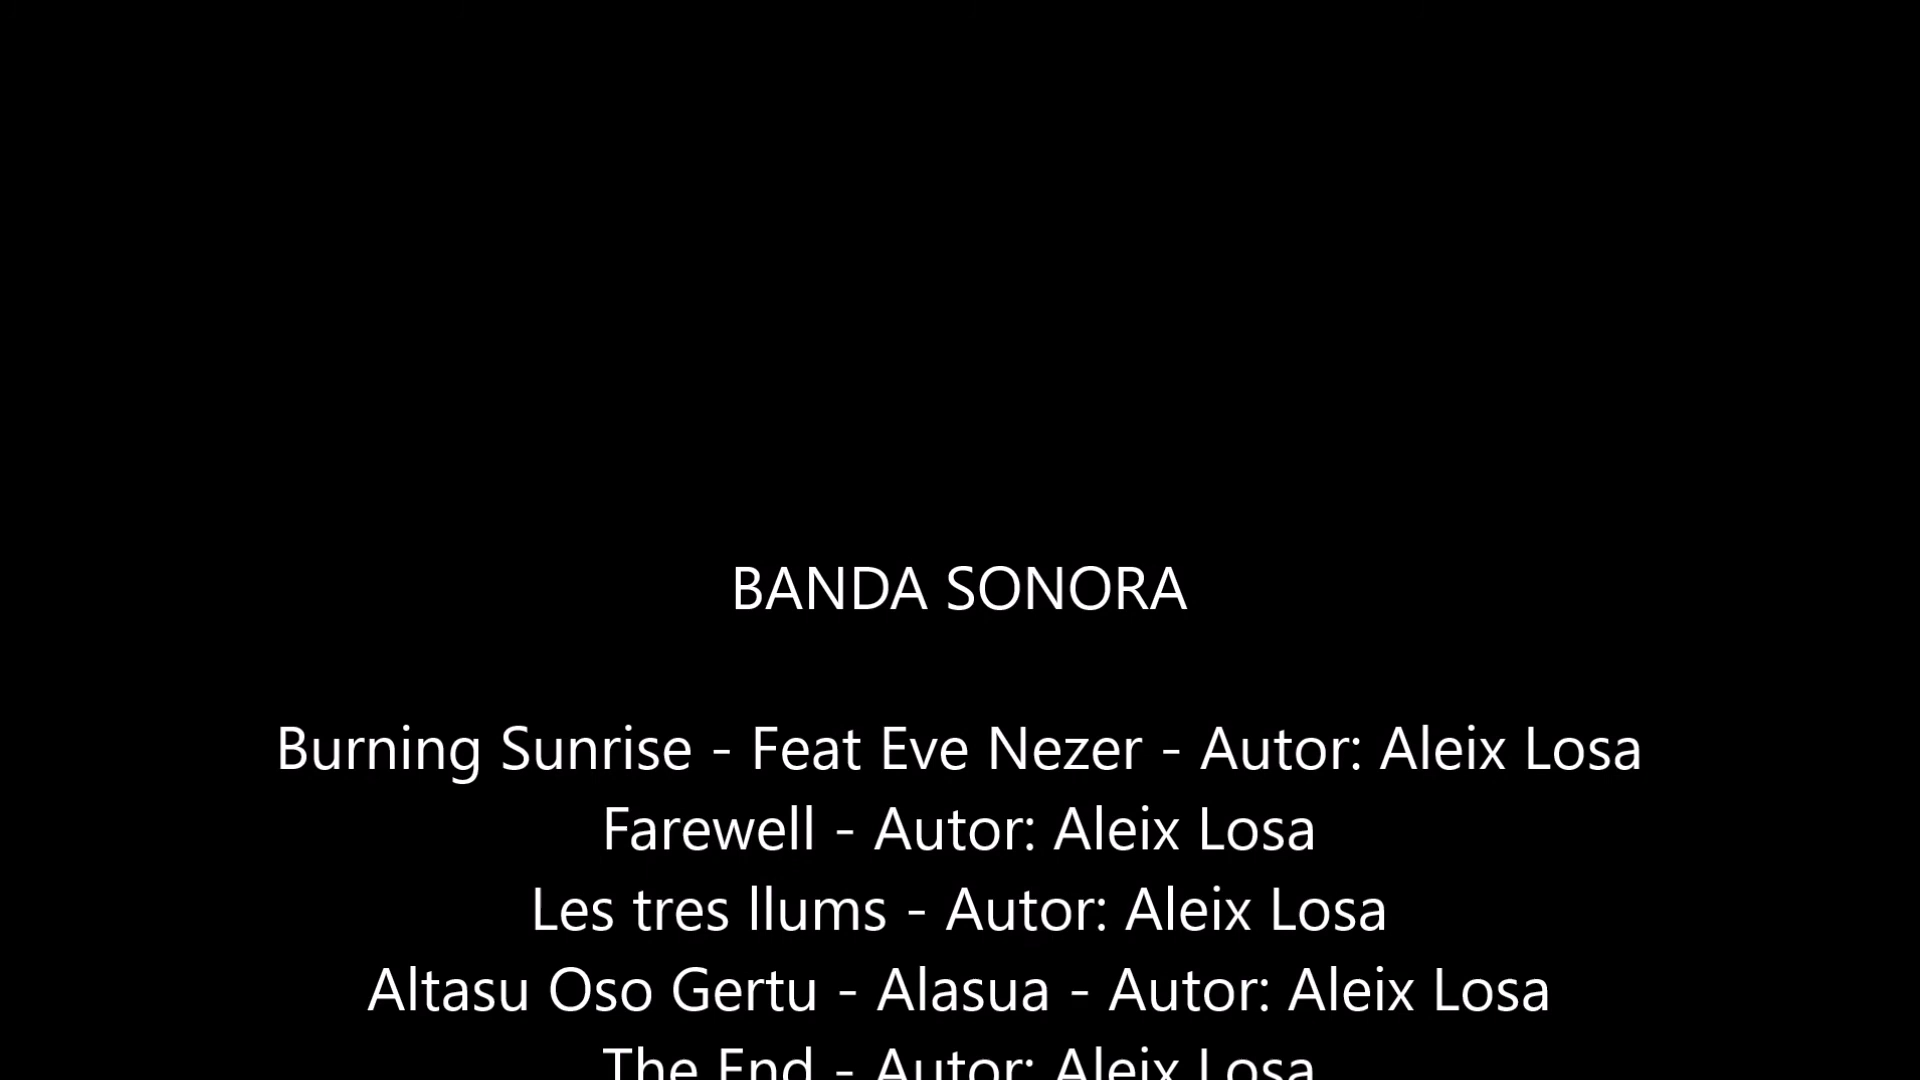 BANDA SONORA
Burning Sunrise - Feat Eve Nezer - Autor: Aleix Losa
Farewell - Autor: Aleix Losa
Les tres llums - Autor: Aleix Losa
Altasu Oso Gertu - Alasua - Autor: Aleix Losa
The End - Autor: Aleix Losa